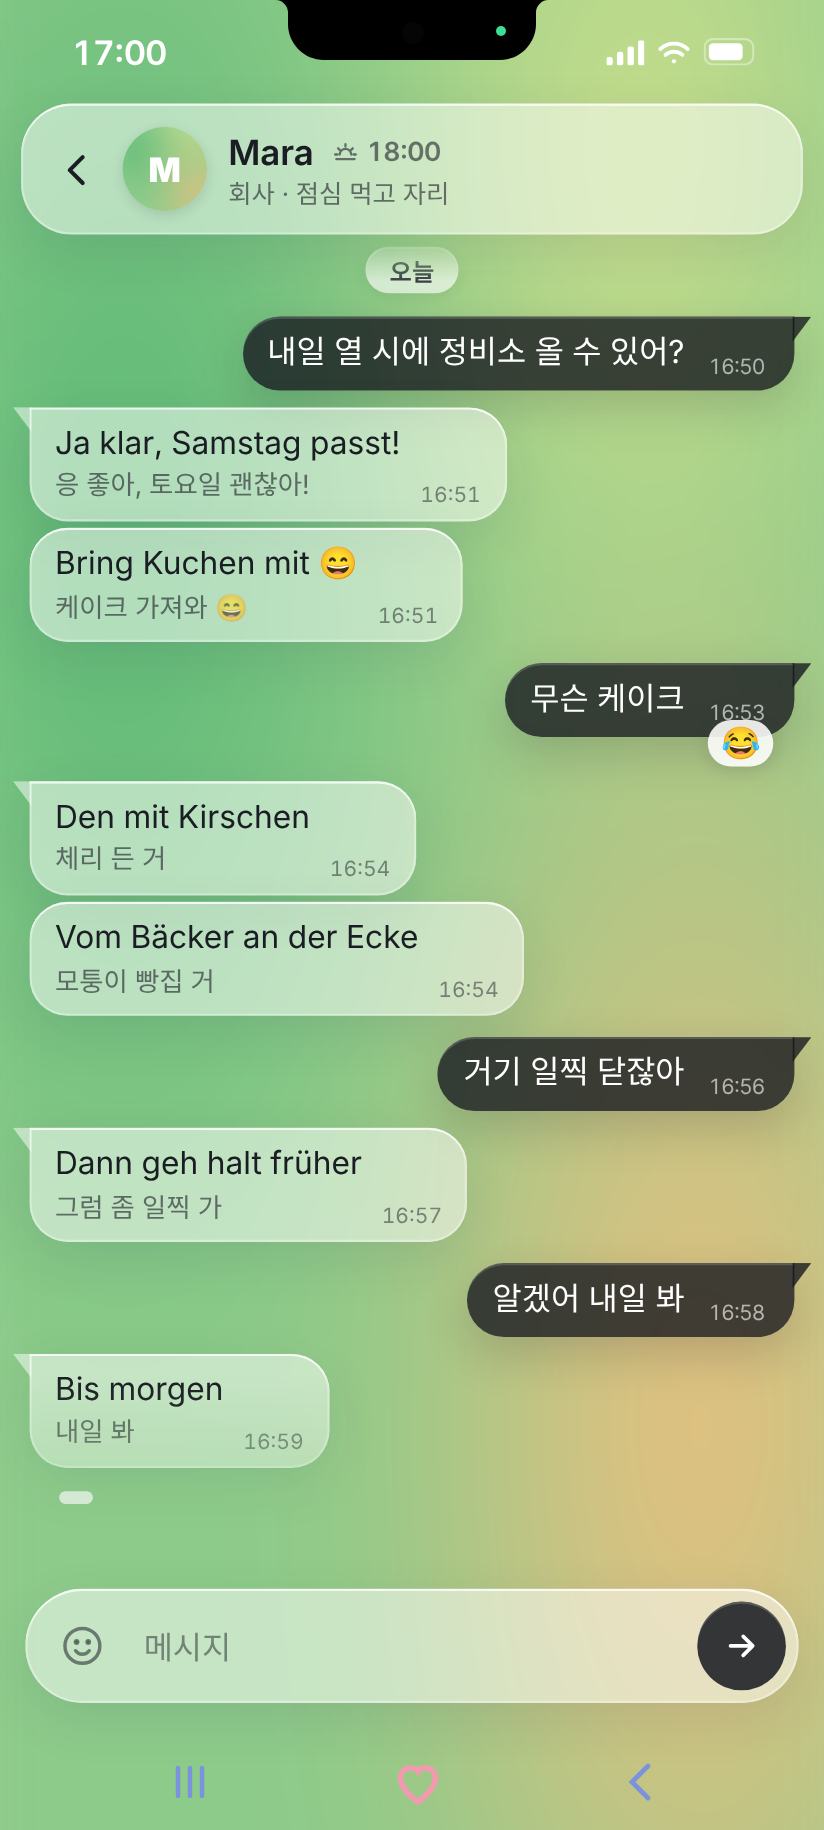 17:00
M
Mara 18:00
회사 · 점심 먹고 자리
오늘
내일 열 시에 정비소 올 수 있어? 16:50
Ja klar, Samstag passt!
응 좋아, 토요일 괜찮아! 16:51
Bring Kuchen mit 😄
케이크 가져와 😄 16:51
무슨 케이크 16:53
😂
Den mit Kirschen
체리 든 거 16:54
Vom Bäcker an der Ecke
모퉁이 빵집 거 16:54
거기 일찍 닫잖아 16:56
Dann geh halt früher
그럼 좀 일찍 가 16:57
알겠어 내일 봐 16:58
Bis morgen
내일 봐 16:59
메시지